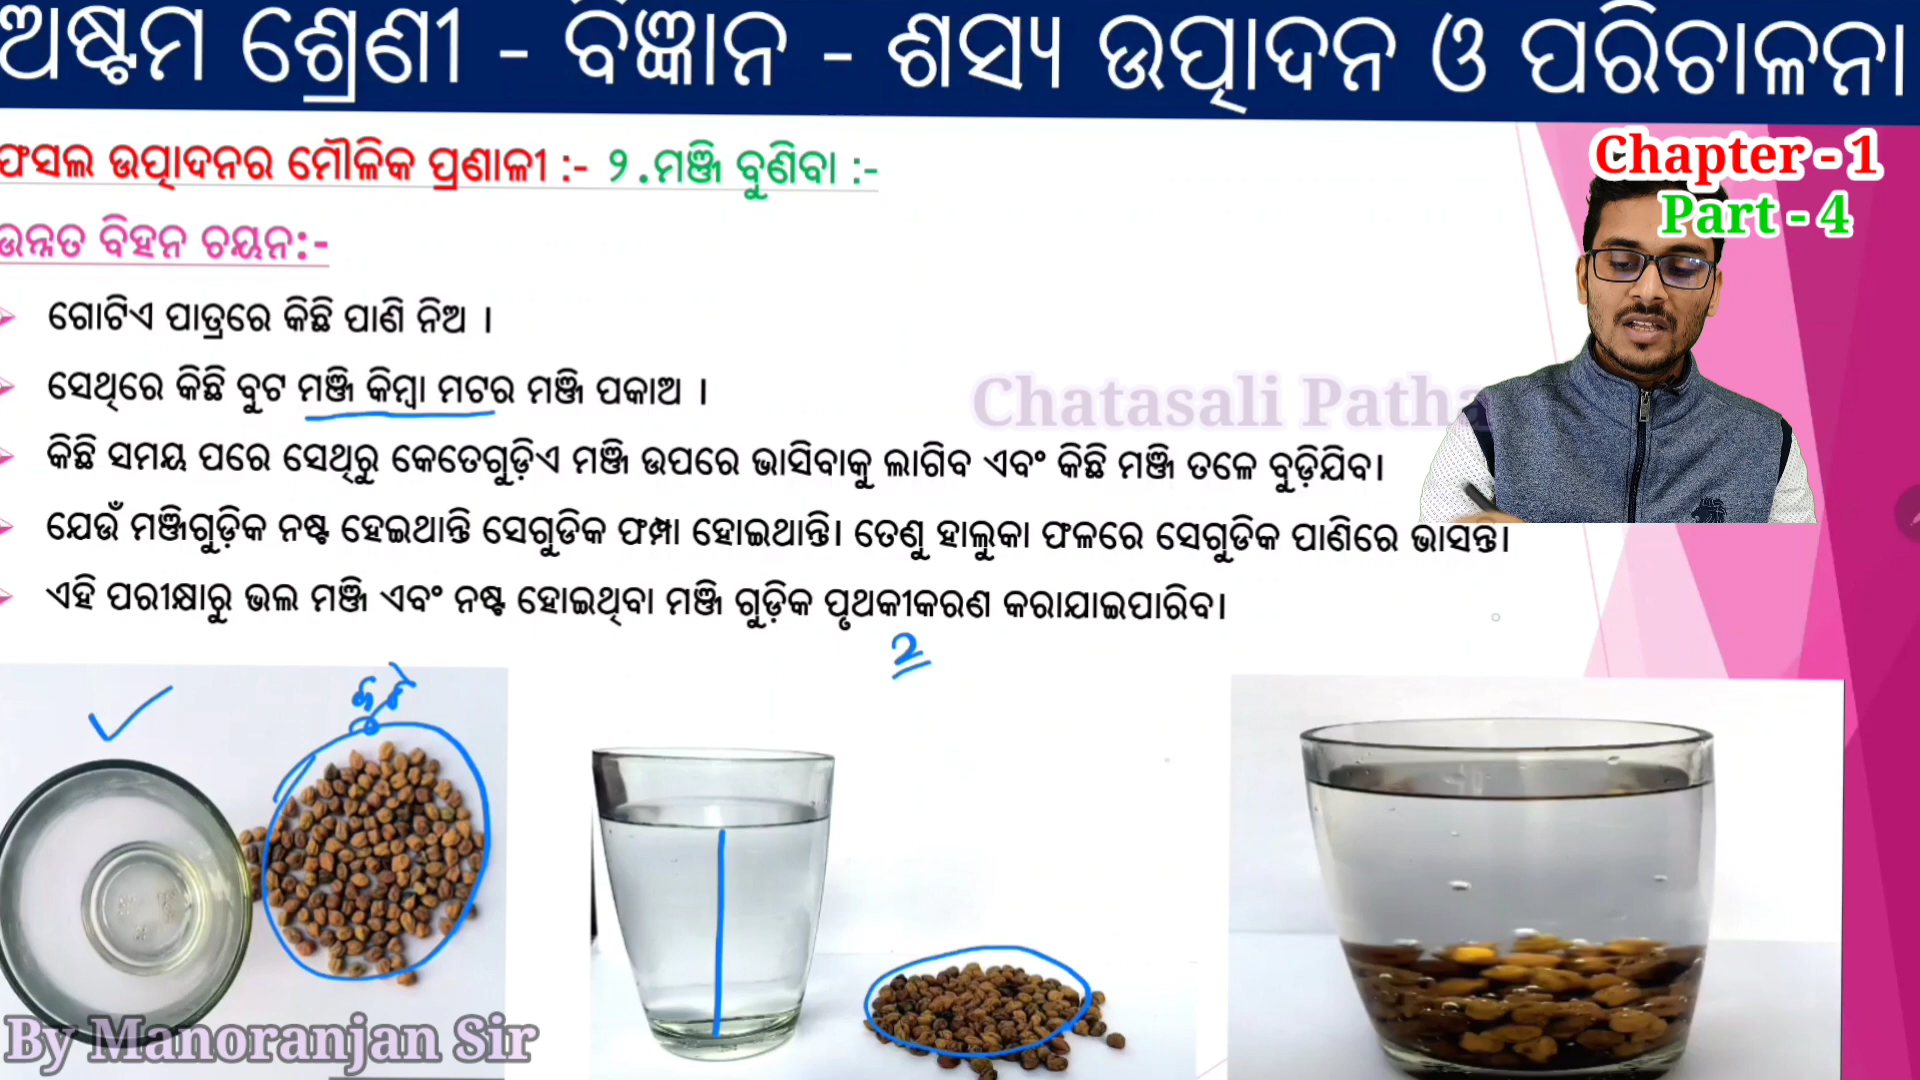 ଅଷ୍ଟମ ଶ୍ରେଣୀ - ବିଜ୍ଞାନ - ଶସ୍ୟ ଉତ୍ପାଦନ ଓ ପରିଚାଳନା
Chapter - 1
Part - 4
ଫସଲ ଉତ୍ପାଦନର ମୌଳିକ ପ୍ରଣାଳୀ :- ୨.ମଞ୍ଜି ବୁଣିବା :-
ଉନ୍ନତ ବିହନ ଚୟନ:-
ଗୋଟିଏ ପାତ୍ରରେ କିଛି ପାଣି ନିଅ ।
ସେଥିରେ କିଛି ବୁଟ ମଞ୍ଜି କିମ୍ବା ମଟର ମଞ୍ଜି ପକାଅ ।
Chatasali Patha
କିଛି ସମୟ ପରେ ସେଥିରୁ କେତେଗୁଡ଼ିଏ ମଞ୍ଜି ଉପରେ ଭାସିବାକୁ ଲାଗିବ ଏବଂ କିଛି ମଞ୍ଜି ତଳେ ବୁଡ଼ିଯିବ।
ଯେଉଁ ମଞ୍ଜିଗୁଡ଼ିକ ନଷ୍ଟ ହେଇଥାନ୍ତି ସେଗୁଡିକ ଫମ୍ପା ହୋଇଥାନ୍ତି। ତେଣୁ ହାଲୁକା ଫଳରେ ସେଗୁଡିକ ପାଣିରେ ଭାସନ୍ତି।
ଏହି ପରୀକ୍ଷାରୁ ଭଲ ମଞ୍ଜି ଏବଂ ନଷ୍ଟ ହୋଇଥିବା ମଞ୍ଜି ଗୁଡ଼ିକ ପୃଥକୀକରଣ କରାଯାଇପାରିବ।
2
By Manoranjan Sir